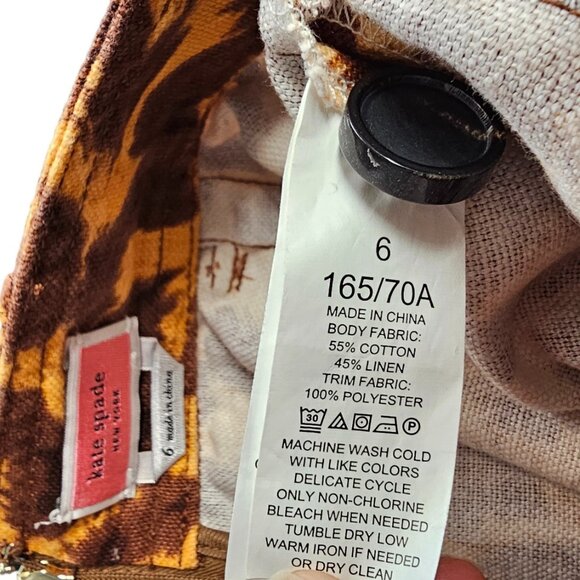 kate spade
NEW YORK
6 made in china
6
165/70A
MADE IN CHINA
BODY FABRIC:
55% COTTON
45% LINEN
TRIM FABRIC:
100% POLYESTER
30
P
MACHINE WASH COLD
WITH LIKE COLORS
DELICATE CYCLE
ONLY NON-CHLORINE
BLEACH WHEN NEEDED
TUMBLE DRY LOW
WARM IRON IF NEEDED
OR DRY CLEAN